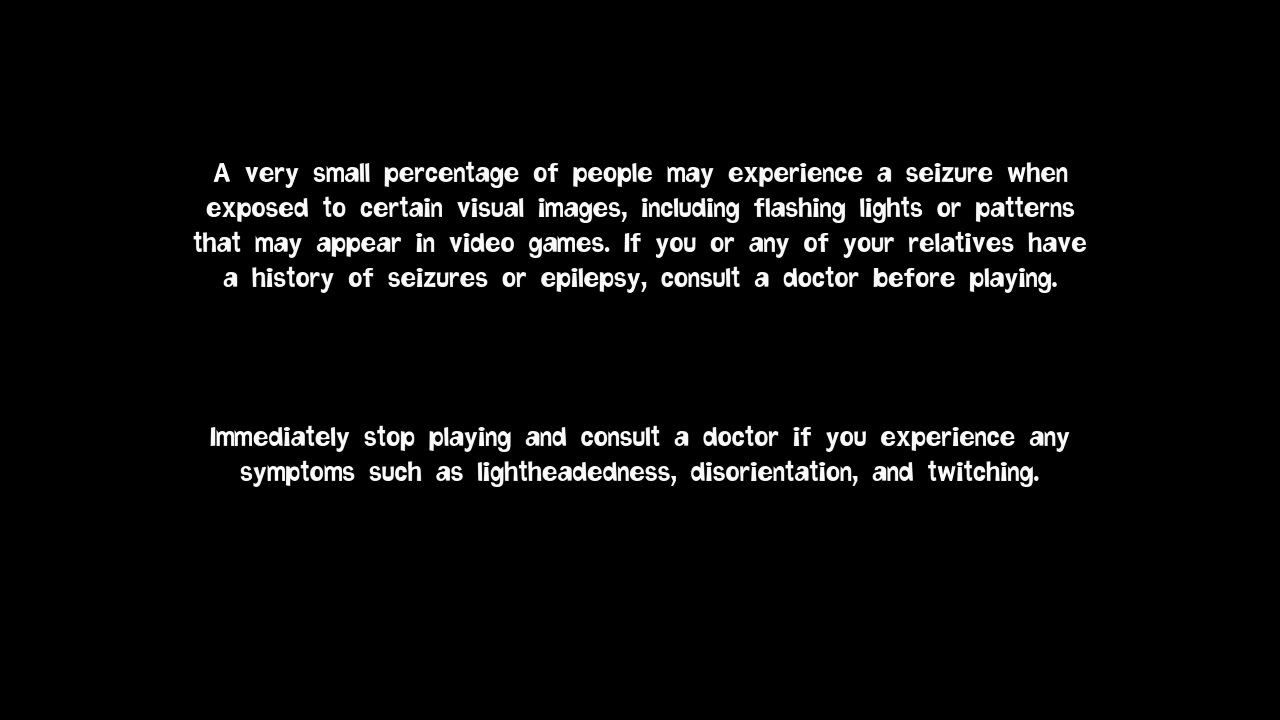 A very small percentage of people may experience a seizure when
exposed to certain visual images, including flashing lights or patterns
that may appear in video games. If you or any of your relatives have
a history of seizures or epilepsy, consult a doctor before playing.
Immediately stop playing and consult a doctor if you experience any
symptoms such as lightheadedness, disorientation, and twitching.